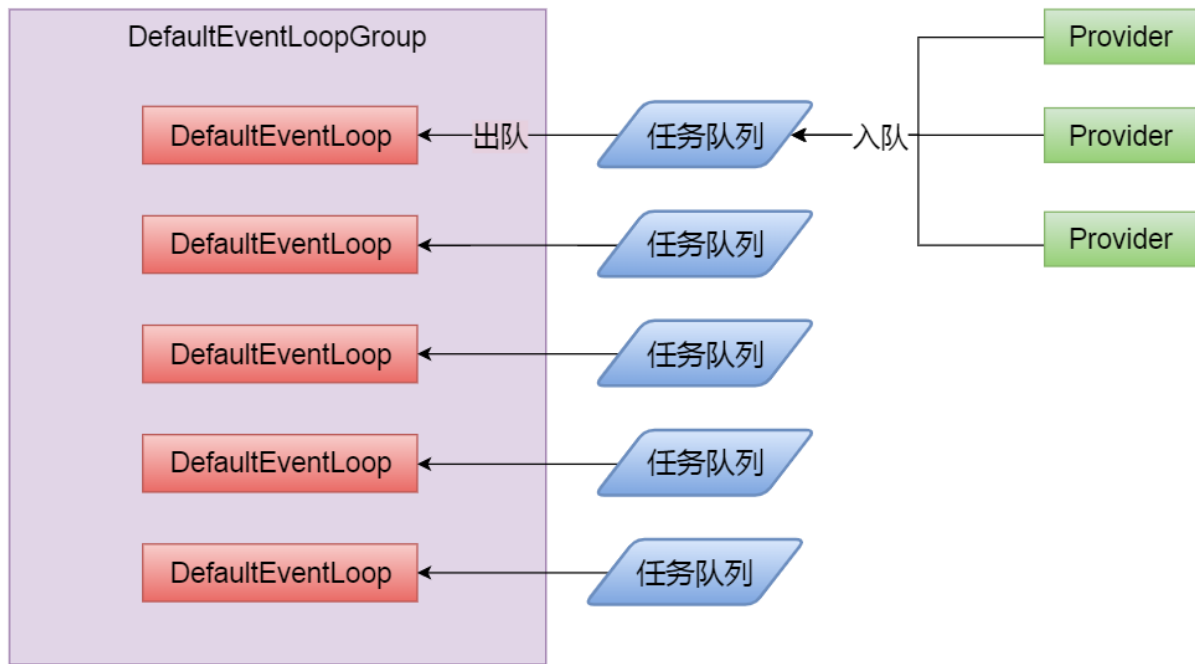 DefaultEventLoopGroup
Provider
DefaultEventLoop
出队
任务队列
入队
Provider
DefaultEventLoop
任务队列
Provider
DefaultEventLoop
任务队列
DefaultEventLoop
任务队列
DefaultEventLoop
任务队列